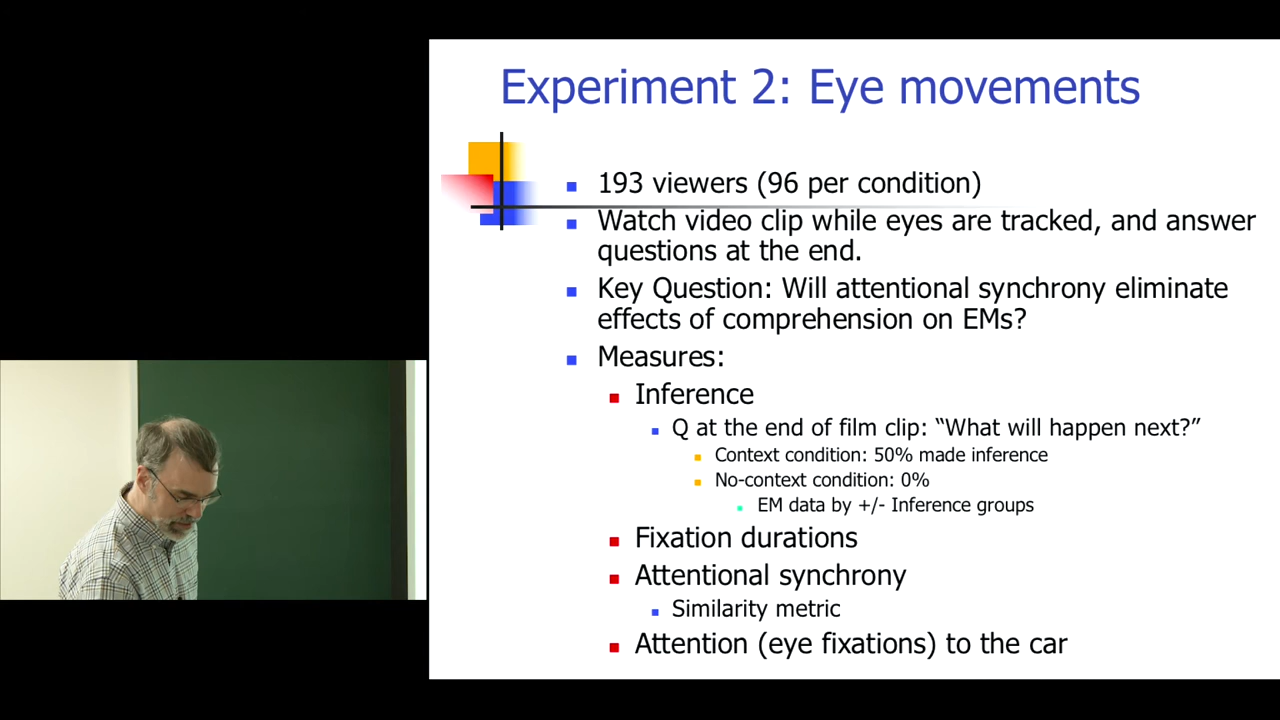 Experiment 2: Eye movements
193 viewers (96 per condition)
Watch video clip while eyes are tracked, and answer
questions at the end.
Key Question: Will attentional synchrony eliminate
effects of comprehension on EMs?
Measures:
Inference
Q at the end of film clip: “What will happen next?”
Context condition: 50% made inference
No-context condition: 0%
EM data by +/- Inference groups
Fixation durations
Attentional synchrony
Similarity metric
Attention (eye fixations) to the car